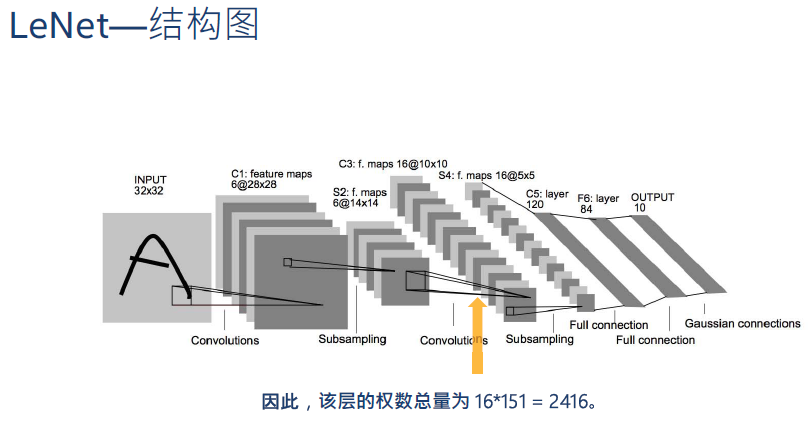 LeNet—结构图
INPUT
32x32
C1: feature maps
6@28x28
S2: f. maps
6@14x14
C3: f. maps 16@10x10
S4: f. maps 16@5x5
C5: layer
120
F6: layer
84
OUTPUT
10
Convolutions
Subsampling
Convolutions
Subsampling
Full connection
Full connection
Gaussian connections
因此，该层的权数总量为 16*151 = 2416。